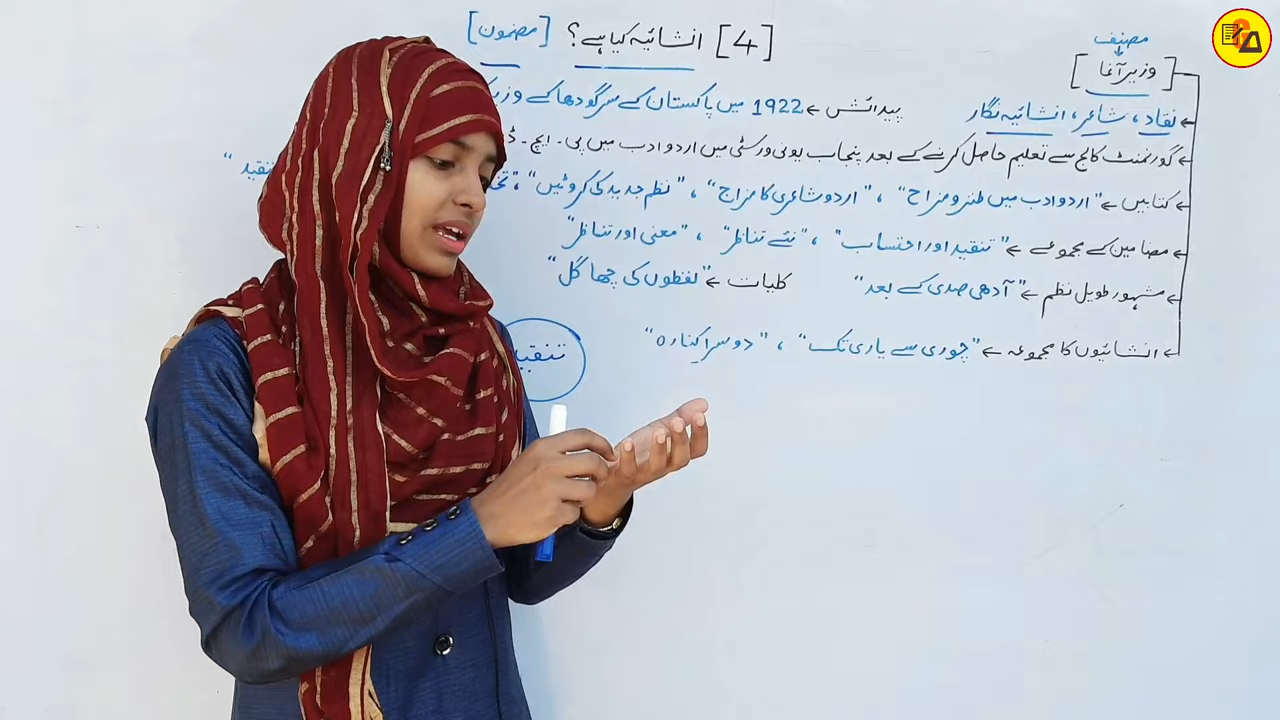 [4] انشائیہ کیا ہے؟ [مضمون]
مصنف
[وزیر آغا]
نقاد، شاعر، انشائیہ نگار
پیدائش ← 1922 میں پاکستان کے سرگودھا کے وزیر
گورنمنٹ کالج سے تعلیم حاصل کرنے کے بعد پنجاب یونی ورسٹی میں اردو ادب میں پی۔ ایچ۔ ڈ
کتابیں ← "اردو ادب میں طنز و مزاح"، "اردو شاعری کا مزاج"، "نظم جدید کی کروٹیں"، تنقید"
مضامین کے مجموعے ← "تنقید اور احتساب"، "نئے تناظر"، "معنی اور تناظر"
مشہور طویل نظم ← "آدھی صدی کے بعد" کلیات ← "لفظوں کی چھاگل"
انشائیوں کا مجموعہ ← "چوری سے یاری تک"، "دوسرا کنارہ"
تنقید